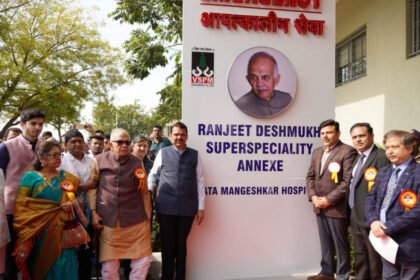 आपत्कालीन सेवा
VSPM
RANJEET DESHMUKH
SUPERSPECIALITY
ANNEXE
ATA MANGESHKAR HOSPI